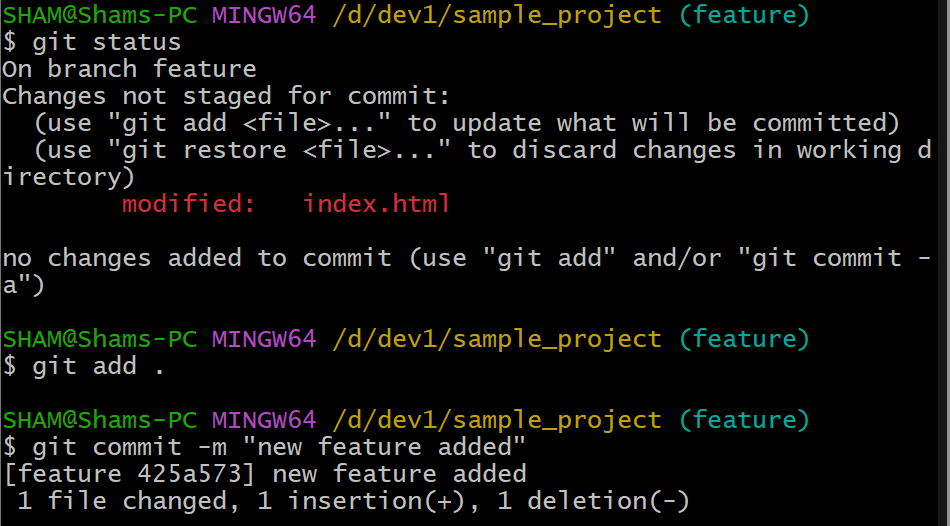 SHAM@Shams-PC MINGW64 /d/dev1/sample_project (feature)
$ git status
On branch feature
Changes not staged for commit:
  (use "git add <file>..." to update what will be committed)
  (use "git restore <file>..." to discard changes in working d
irectory)
        modified:   index.html

no changes added to commit (use "git add" and/or "git commit -
a")

SHAM@Shams-PC MINGW64 /d/dev1/sample_project (feature)
$ git add .

SHAM@Shams-PC MINGW64 /d/dev1/sample_project (feature)
$ git commit -m "new feature added"
[feature 425a573] new feature added
 1 file changed, 1 insertion(+), 1 deletion(-)